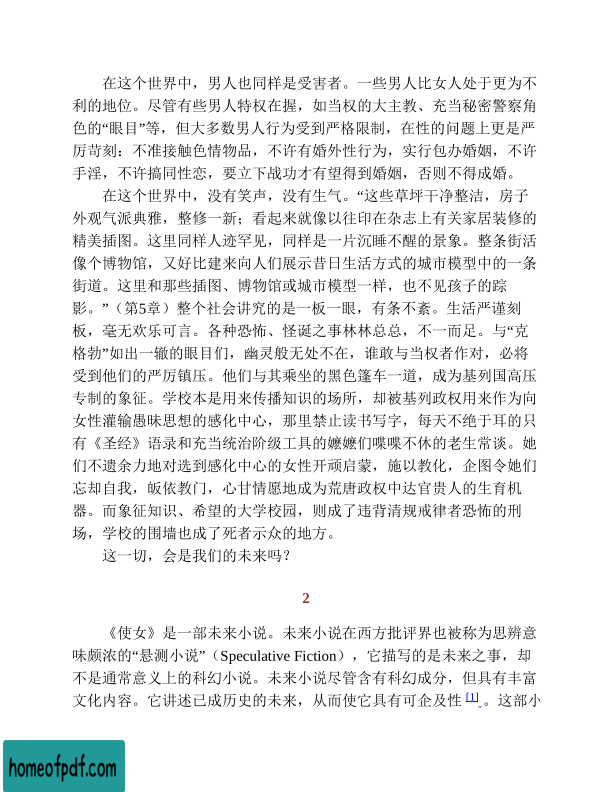 在这个世界中，男人也同样是受害者。一些男人比女人处于更为不
利的地位。尽管有些男人特权在握，如当权的大主教、充当秘密警察角
色的“眼目”等，但大多数男人行为受到严格限制，在性的问题上更是严
厉苛刻：不准接触色情物品，不许有婚外性行为，实行包办婚姻，不许
手淫，不许搞同性恋，要立下战功才有望得到婚姻，否则不得成婚。
在这个世界中，没有笑声，没有生气。“这些草坪干净整洁，房子
外观气派典雅，整修一新；看起来就像以往印在杂志上有关家居装修的
精美插图。这里同样人迹罕见，同样是一片沉睡不醒的景象。整条街活
像个博物馆，又好比建来向人们展示昔日生活方式的城市模型中的一条
街道。这里和那些插图、博物馆或城市模型一样，也不见孩子的踪
影。”（第5章）整个社会讲究的是一板一眼，有条不紊。生活严谨刻
板，毫无欢乐可言。各种恐怖、怪诞之事林林总总，不一而足。与“克
格勃”如出一辙的眼目们，幽灵般无处不在，谁敢与当权者作对，必将
受到他们的严厉镇压。他们与其乘坐的黑色篷车一道，成为基列国高压
专制的象征。学校本是用来传播知识的场所，却被基列政权用来作为向
女性灌输愚昧思想的感化中心，那里禁止读书写字，每天不绝于耳的只
有《圣经》语录和充当统治阶级工具的嬷嬷们喋喋不休的老生常谈。她
们不遗余力地对选到感化中心的女性开顽启蒙，施以教化，企图令她们
忘却自我，皈依教门，心甘情愿地成为荒唐政权中达官贵人的生育机
器。而象征知识、希望的大学校园，则成了违背清规戒律者恐怖的刑
场，学校的围墙也成了死者示众的地方。
这一切，会是我们的未来吗？
2
《使女》是一部未来小说。未来小说在西方批评界也被称为思辨意
味颇浓的“悬测小说”（Speculative Fiction），它描写的是未来之事，却
不是通常意义上的科幻小说。未来小说尽管含有科幻成分，但具有丰富
文化内容。它讲述已成历史的未来，从而使它具有可企及性[1]。这部小
homeofpdf.com